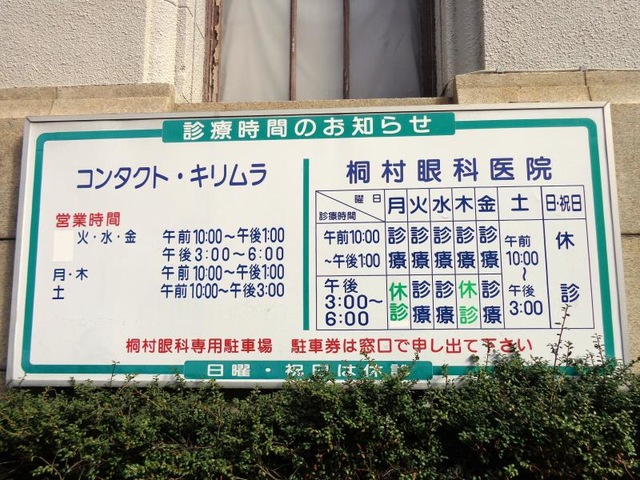 診療時間のお知らせ
コンタクト・キリムラ
営業時間
火・水・金 午前10:00〜午後1:00
午後3:00〜6:00
月・木 午前10:00〜午後1:00
土 午前10:00〜午後3:00
桐村眼科医院
曜日 診療時間 月 火 水 木 金 土 日・祝日
午前10:00〜午後1:00 診療 診療 診療 診療 診療 午前10:00〜午後3:00 休診
午後3:00〜6:00 休診 診療 診療 休診 診療
桐村眼科専用駐車場 駐車券は窓口で申し出て下さい
日曜・祝日は休診